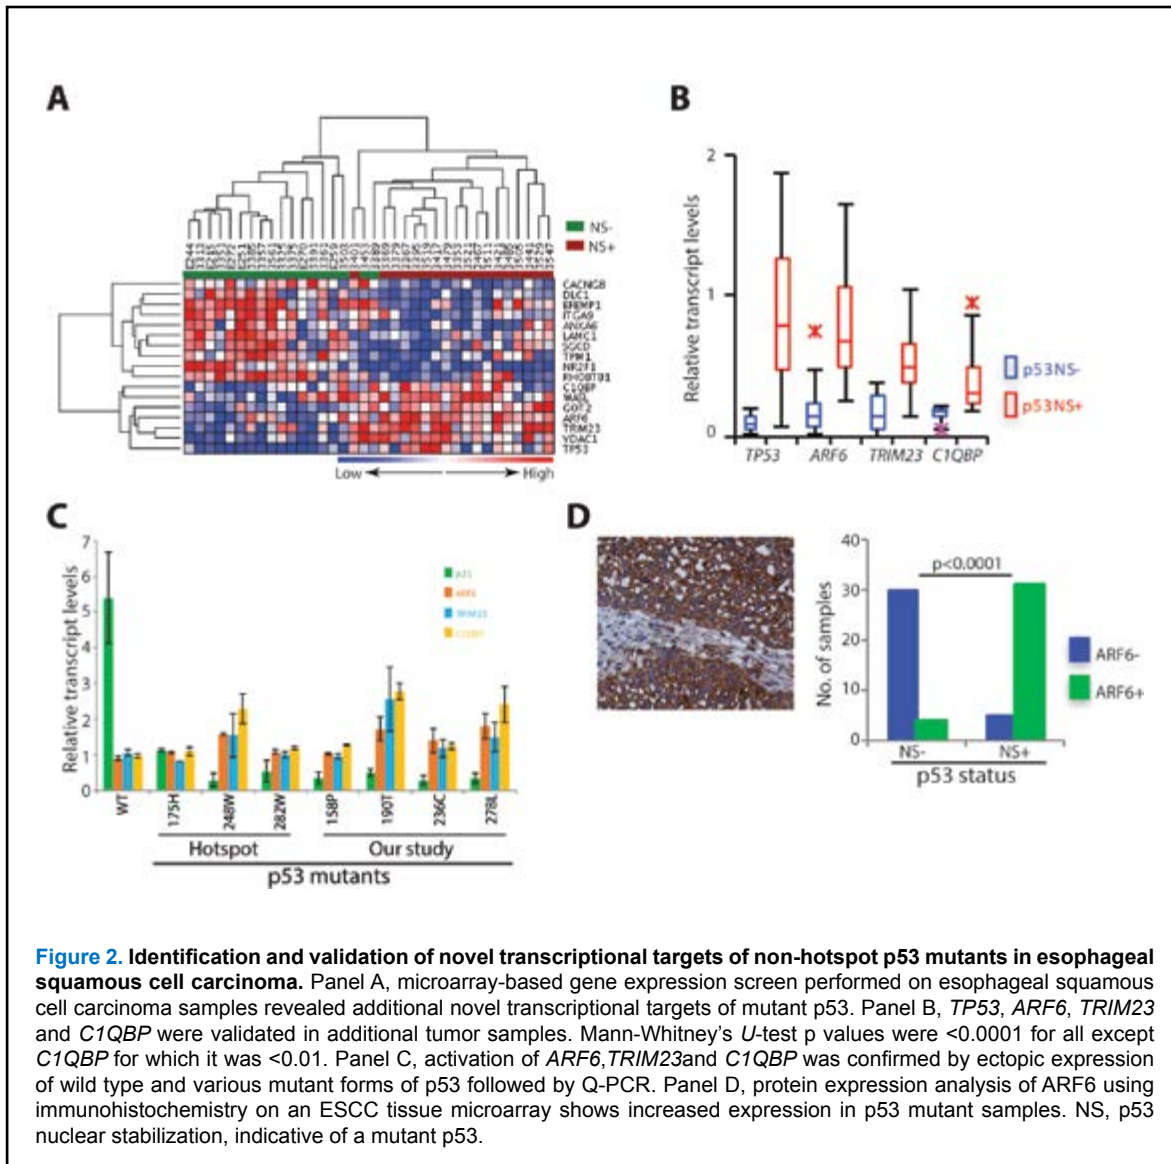 A
B
NS-
NS+
CACNG8
DLC1
EFEMP1
ITGA9
ANXA6
LAMC1
SGCD
TPM1
NR2F1
RHOBTB1
C1QBP
GOT2
ARF6
TRIM23
VDAC1
TP53
Low
High
Relative transcript levels
2
1
0
TP53 ARF6 TRIM23 C1QBP
p53NS-
p53NS+
C
Relative transcript levels
7
6
5
4
3
2
1
0
p21
ARF6
TRIM23
C1QBP
WT 175H 248W 282W 158P 190T 236C 278L
Hotspot Our study
p53 mutants
D
No. of samples
40
30
20
10
0
p<0.0001
NS- NS+
p53 status
ARF6-
ARF6+
Figure 2. Identification and validation of novel transcriptional targets of non-hotspot p53 mutants in esophageal
squamous cell carcinoma. Panel A, microarray-based gene expression screen performed on esophageal squamous
cell carcinoma samples revealed additional novel transcriptional targets of mutant p53. Panel B, TP53, ARF6, TRIM23
and C1QBP were validated in additional tumor samples. Mann-Whitney's U-test p values were <0.0001 for all except
C1QBP for which it was <0.01. Panel C, activation of ARF6,TRIM23and C1QBP was confirmed by ectopic expression
of wild type and various mutant forms of p53 followed by Q-PCR. Panel D, protein expression analysis of ARF6 using
immunohistochemistry on an ESCC tissue microarray shows increased expression in p53 mutant samples. NS, p53
nuclear stabilization, indicative of a mutant p53.